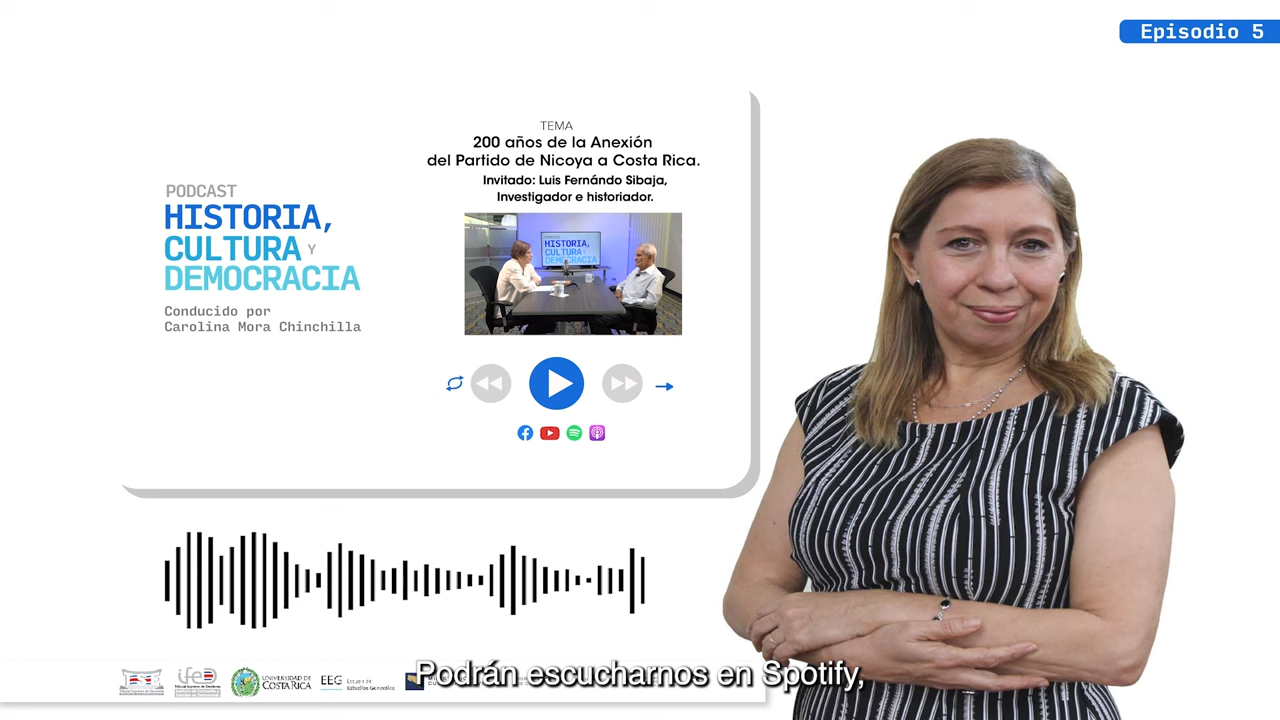 Episodio 5
TEMA
200 años de la Anexión
del Partido de Nicoya a Costa Rica.
Invitado: Luis Fernándo Sibaja,
Investigador e historiador.
PODCAST
HISTORIA,
CULTURA Y
DEMOCRACIA
Conducido por
Carolina Mora Chinchilla
PODCAST
HISTORIA,
CULTURA Y
DEMOCRACIA
ifed
UNIVERSIDAD DE
COSTA RICA
EEG
Escuela de
Estudios Generales
Podrán escucharnos en Spotify,